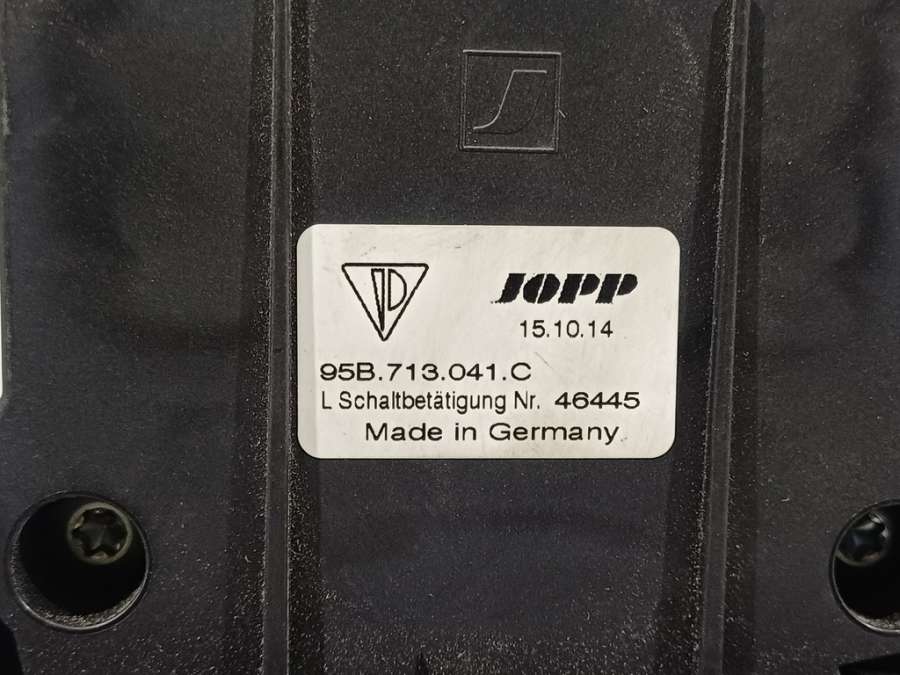 JOPP
15.10.14
95B.713.041.C
L Schaltbetätigung Nr. 46445
Made in Germany